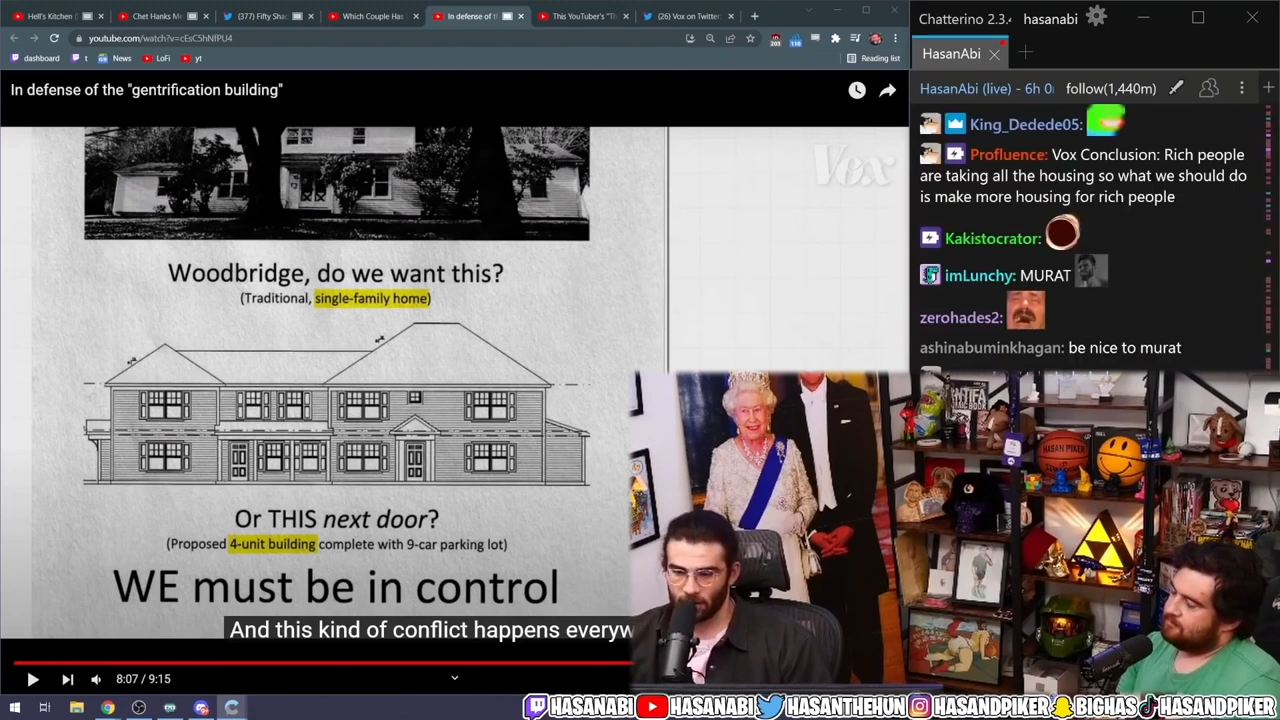 Hell's Kitchen
Chet Hanks M
(377) Fifty Sha
Which Couple Has
In defense of t
This YouTuber's "T
(26) Vox on Twitter
youtube.com/watch?v=cEsC5hNfPU4
dashboard
t
News
LoFi
yt
Reading list
In defense of the "gentrification building"
Vox
Woodbridge, do we want this?
(Traditional, single-family home)
Or THIS next door?
(Proposed 4-unit building complete with 9-car parking lot)
WE must be in control
And this kind of conflict happens everyw
8:07 / 9:15
Chatterino 2.3.
hasanabi
HasanAbi
HasanAbi (live) - 6h 0
follow(1,440m)
King_Dedede05:
Profluence: Vox Conclusion: Rich people
are taking all the housing so what we should do
is make more housing for rich people
Kakistocrator:
imLunchy: MURAT
zerohades2:
ashinabuminkhagan: be nice to murat
HASAN PIKER
HASANABI
HASANABI
HASANTHEHUN
HASANDPIKER
BIGHAS
HASANDPIKER